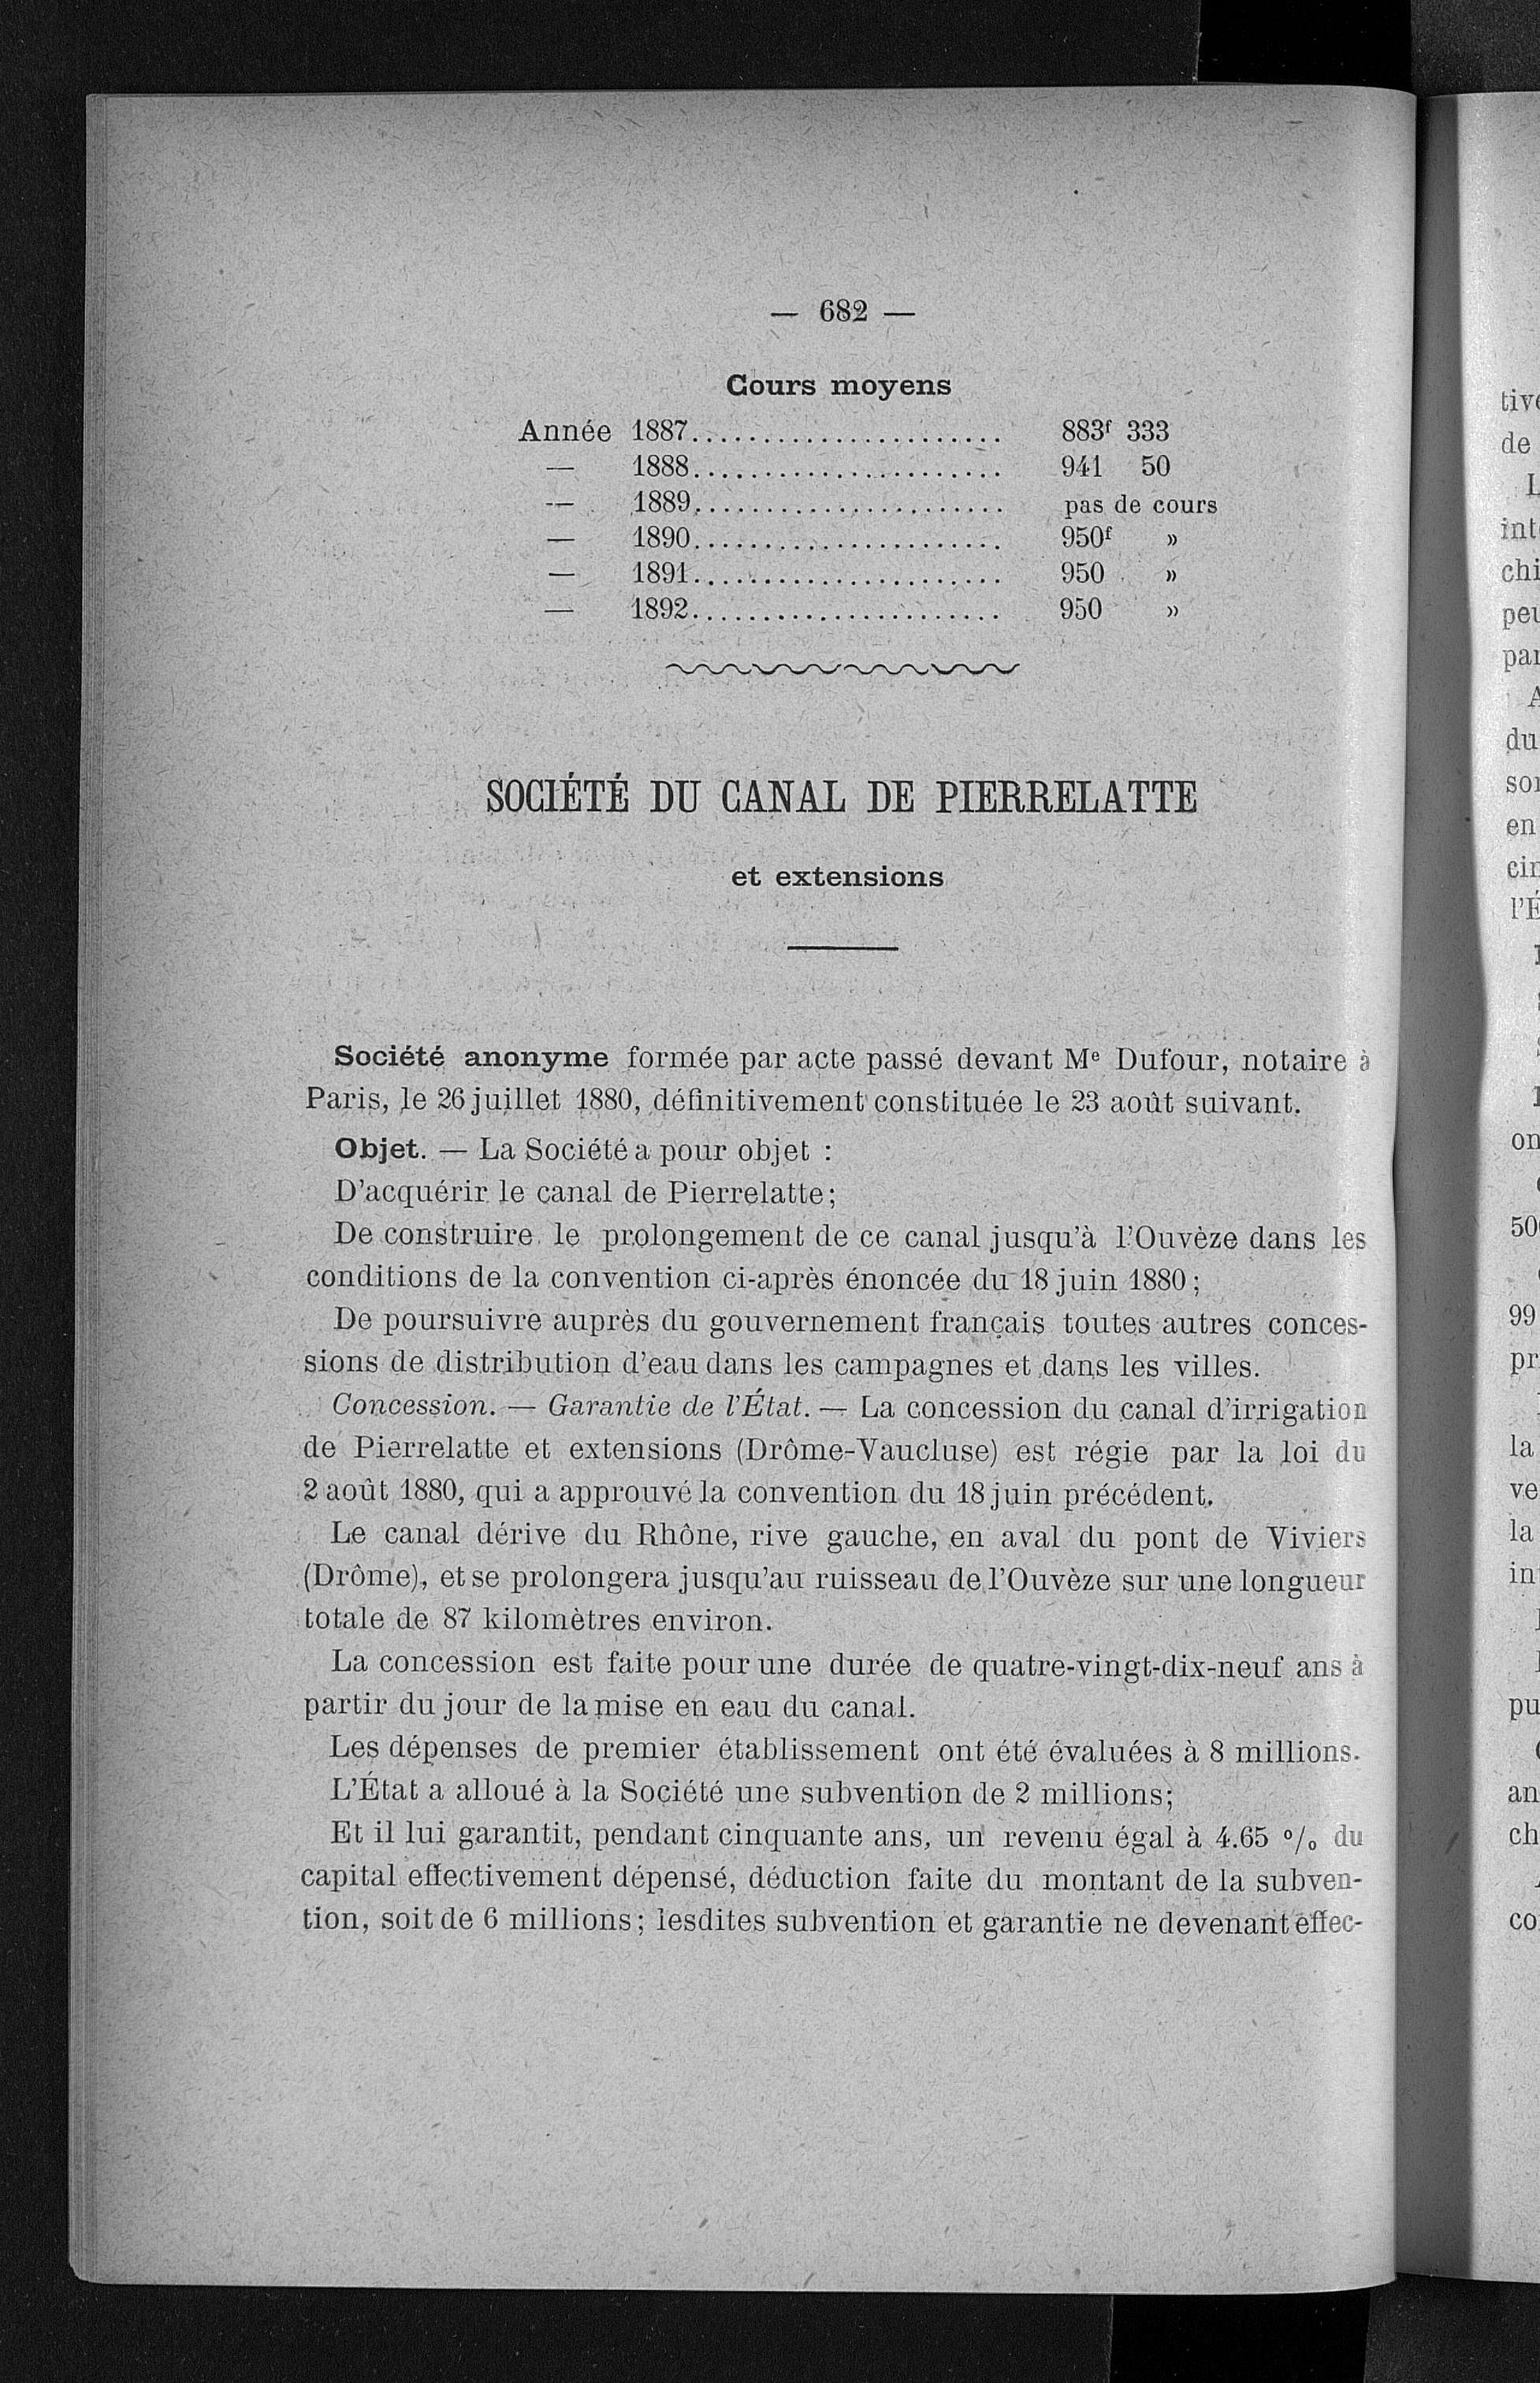 — 682 —
Cours moyens
Année 1887...................... 883f 333
— 1888...................... 941 50
— 1889...................... pas de cours
— 1890...................... 950f »
— 1891...................... 950 »
— 1892...................... 950 »
SOCIÉTÉ DU CANAL DE PIERRELATTE
et extensions
Société anonyme formée par acte passé devant Me Dufour, notaire à
Paris, le 26 juillet 1880, définitivement constituée le 23 août suivant.
Objet. — La Société a pour objet :
D'acquérir le canal de Pierrelatte;
De construire le prolongement de ce canal jusqu'à l'Ouvèze dans les
conditions de la convention ci-après énoncée du 18 juin 1880;
De poursuivre auprès du gouvernement français toutes autres conces-
sions de distribution d'eau dans les campagnes et dans les villes.
Concession. — Garantie de l'État. — La concession du canal d'irrigation
de Pierrelatte et extensions (Drôme-Vaucluse) est régie par la loi du
2 août 1880, qui a approuvé la convention du 18 juin précédent.
Le canal dérive du Rhône, rive gauche, en aval du pont de Viviers
(Drôme), et se prolongera jusqu'au ruisseau de l'Ouvèze sur une longueur
totale de 87 kilomètres environ.
La concession est faite pour une durée de quatre-vingt-dix-neuf ans à
partir du jour de la mise en eau du canal.
Les dépenses de premier établissement ont été évaluées à 8 millions.
L'État a alloué à la Société une subvention de 2 millions;
Et il lui garantit, pendant cinquante ans, un revenu égal à 4.65 % du
capital effectivement dépensé, déduction faite du montant de la subven-
tion, soit de 6 millions; lesdites subvention et garantie ne devenant effec-